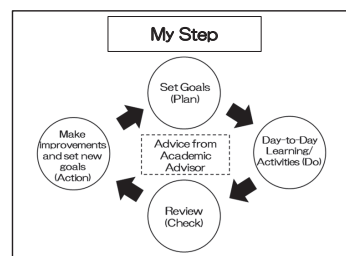 My Step
Set Goals
(Plan)
Day-to-Day
Learning/
Activities (Do)
Review
(Check)
Make
improvements
and set new
goals
(Action)
Advice from
Academic
Advisor